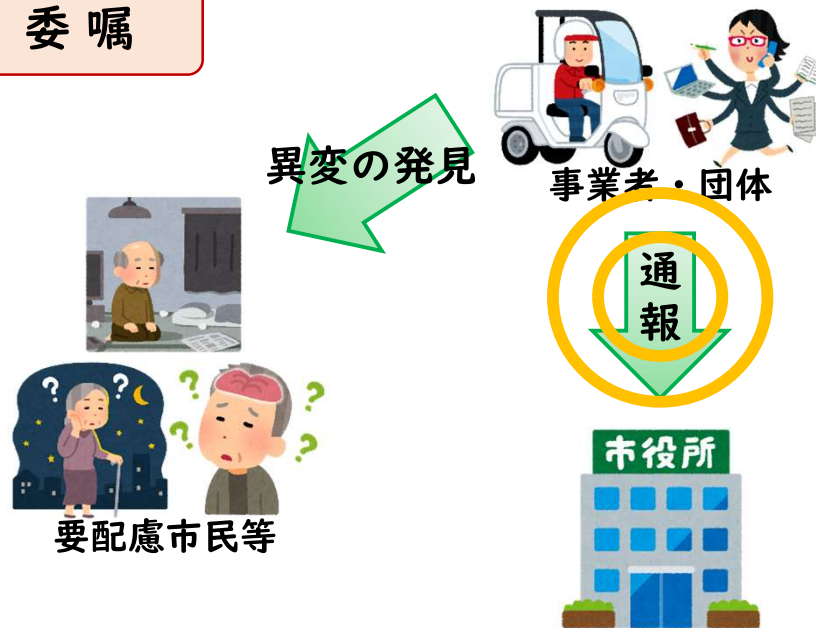 委嘱
異変の発見
事業者・団体
通
報
市役所
要配慮市民等